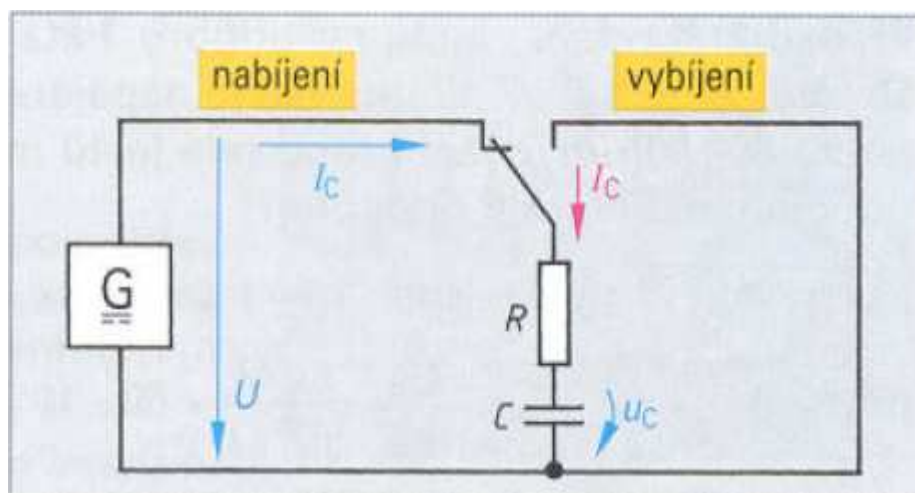 nabíjení
vybíjení
I_C
I_C
G
R
U
C
u_C